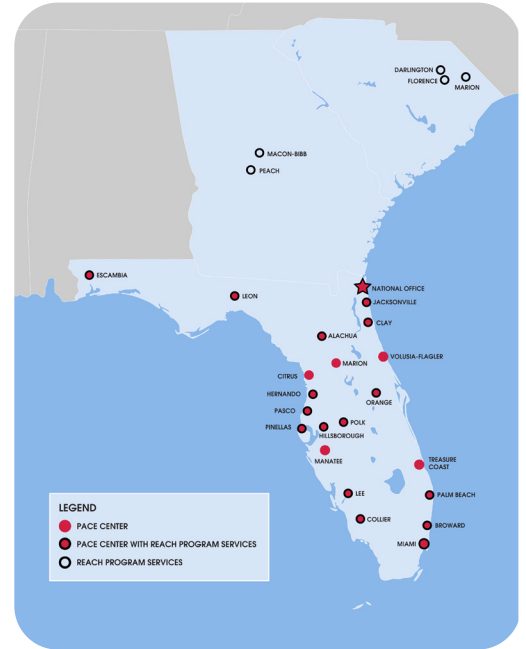 DARLINGTON
FLORENCE
MARION
MACON-BIBB
PEACH
ESCAMBIA
LEON
NATIONAL OFFICE
JACKSONVILLE
CLAY
ALACHUA
VOLUSIA-FLAGLER
MARION
CITRUS
HERNANDO
ORANGE
PASCO
POLK
PINELLAS
HILLSBOROUGH
MANATEE
TREASURE
COAST
LEE
PALM BEACH
COLLIER
BROWARD
MIAMI
LEGEND
PACE CENTER
PACE CENTER WITH REACH PROGRAM SERVICES
REACH PROGRAM SERVICES